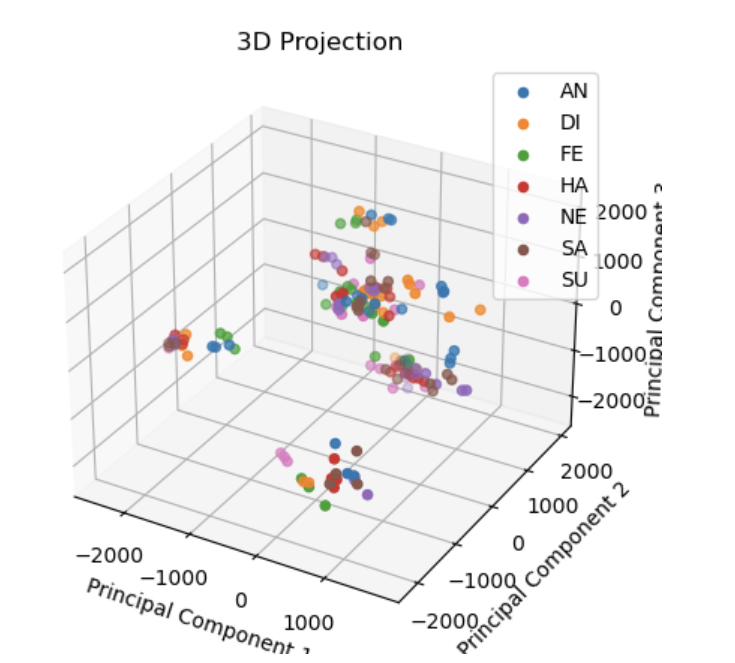 3D Projection
AN
DI
FE
HA
NE
SA
SU
2000
1000
0
−1000
−2000
Principal Component 3
2000
1000
0
−1000
−2000
Principal Component 2
−2000
−1000
0
1000
Principal Component 1